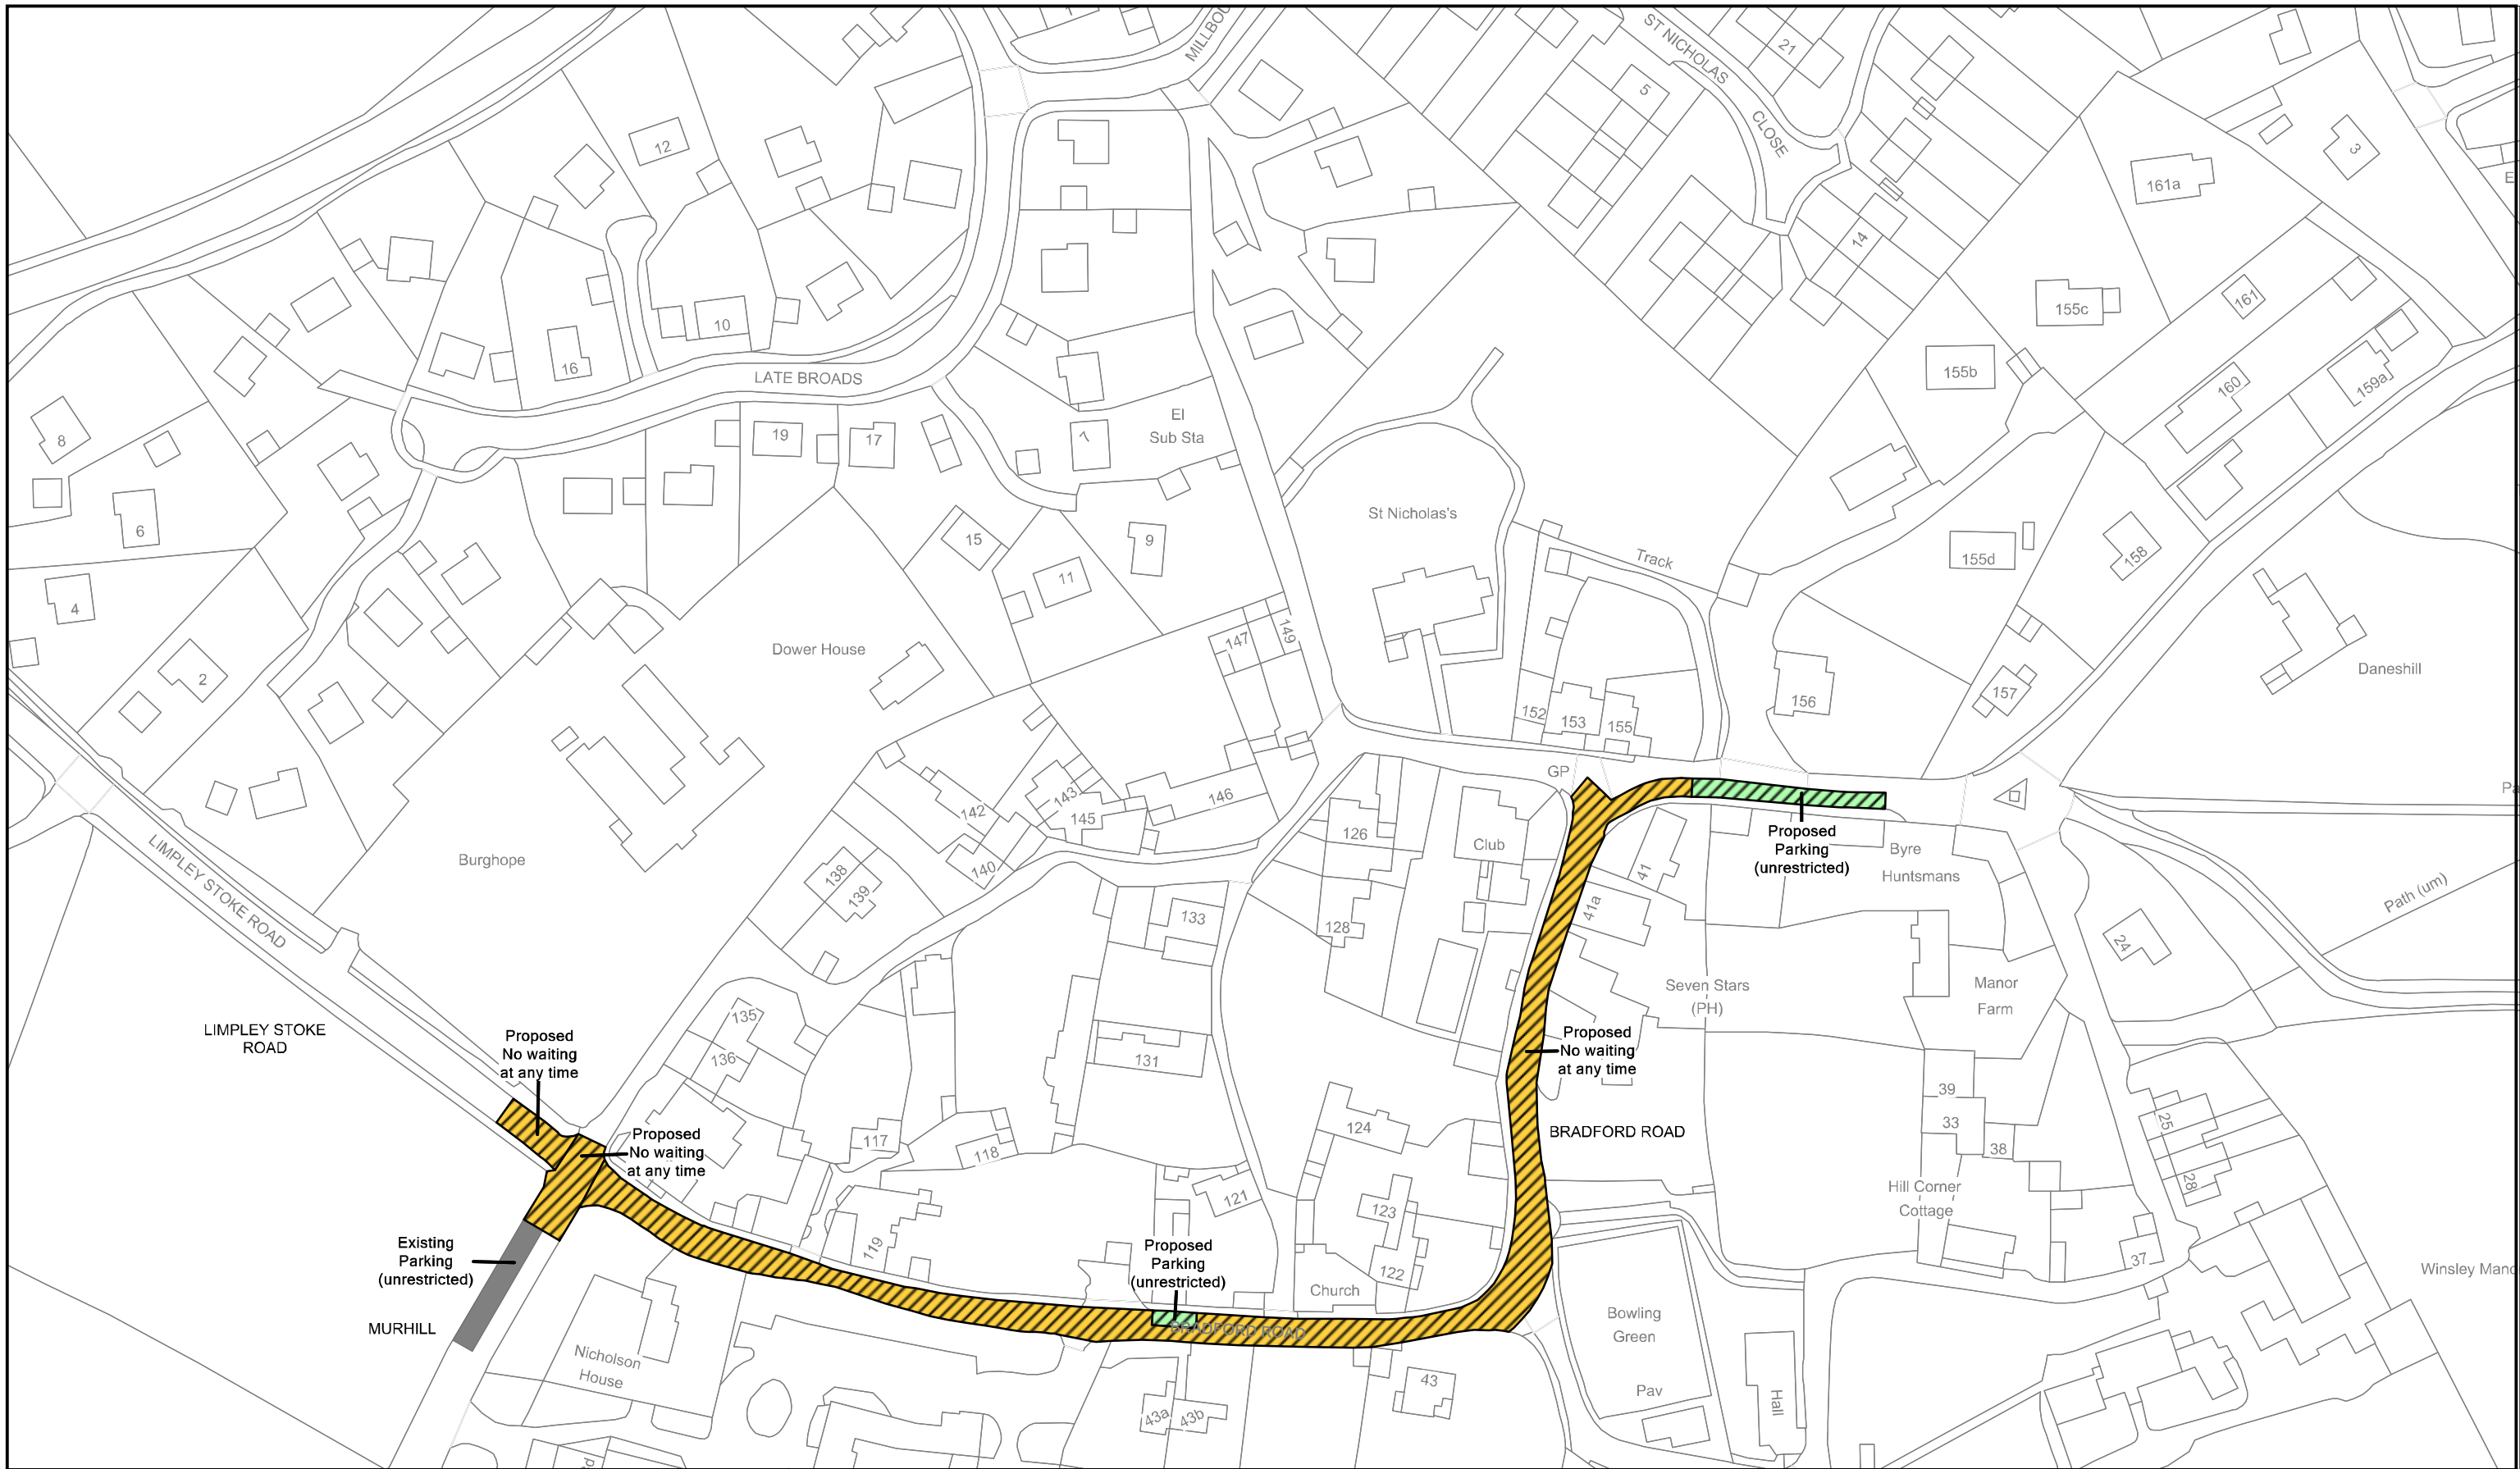 MILLBOU
ST NICHOLAS
CLOSE
21
5
12
161a
3
E
14
161
155c
10
16
LATE BROADS
155b
160
159a
8
19
17
7
El
Sub Sta
6
St Nicholas's
15
9
11
Track
155d
158
4
2
Dower House
147
149
Daneshill
152
153
155
156
157
GP
Pa
142
143
145
146
126
Club
41
Proposed
Parking
(unrestricted)
Byre
Huntsmans
Burghope
LIMPLEY STOKE ROAD
138
139
140
133
128
41a
Path (um)
24
Seven Stars
(PH)
Manor
Farm
LIMPLEY STOKE
ROAD
135
136
131
Proposed
No waiting
at any time
Proposed
No waiting
at any time
39
33
38
25
28
Proposed
No waiting
at any time
117
118
124
BRADFORD ROAD
121
123
122
119
Hill Corner
Cottage
37
Winsley Mano
Existing
Parking
(unrestricted)
Proposed
Parking
(unrestricted)
Church
BRADFORD ROAD
Bowling
Green
MURHILL
Nicholson
House
43
43a
43b
Pav
Hall